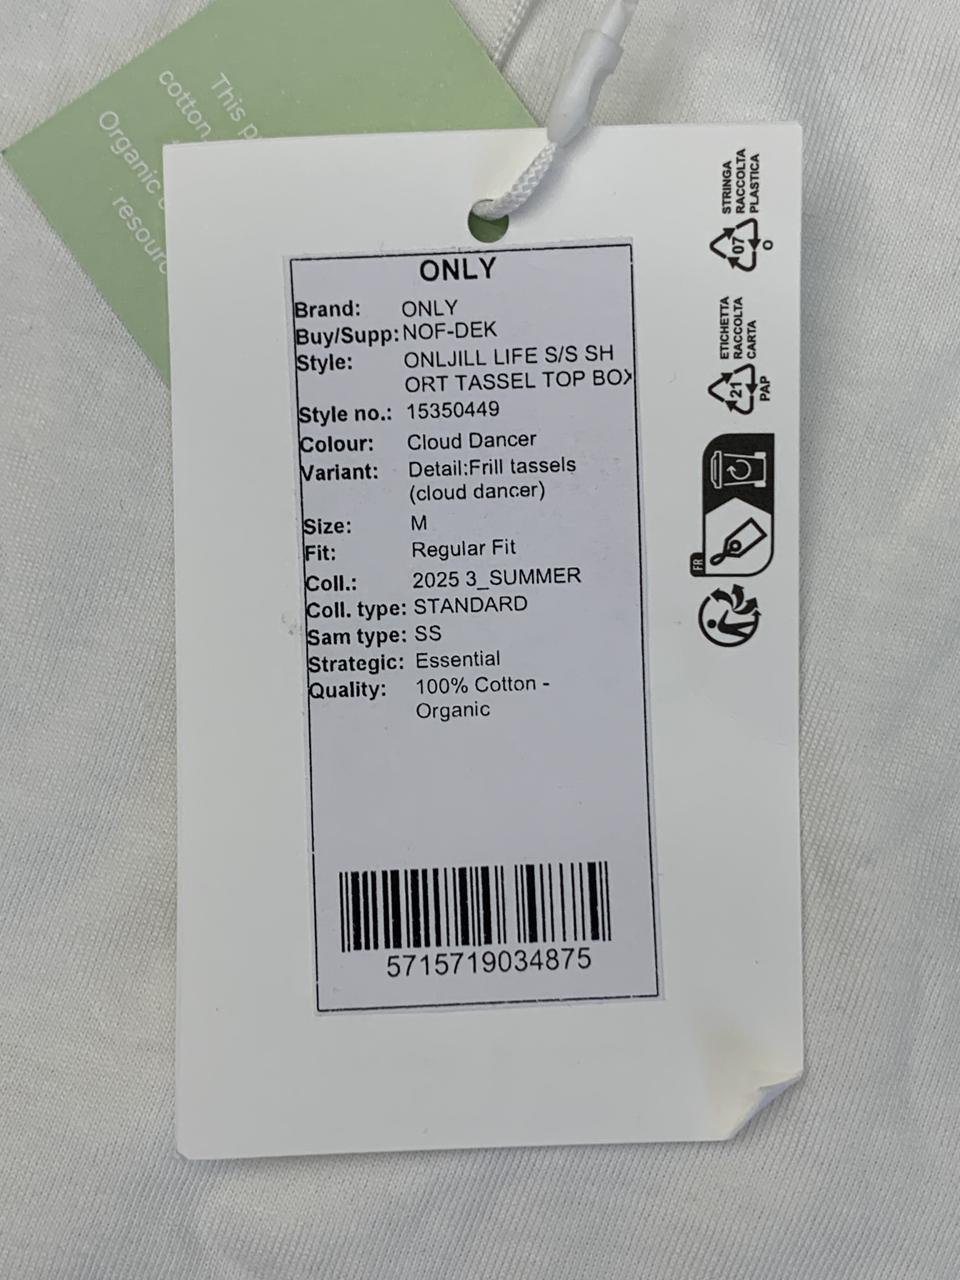 This
cotton
Organic
ONLY
Brand: ONLY
Buy/Supp: NOF-DEK
Style: ONLJILL LIFE S/S SH
ORT TASSEL TOP BOX
Style no.: 15350449
Colour: Cloud Dancer
Variant: Detail:Frill tassels
(cloud dancer)
Size: M
Fit: Regular Fit
Coll.: 2025 3_SUMMER
Coll. type: STANDARD
Sam type: SS
Strategic: Essential
Quality: 100% Cotton -
Organic
5715719034875
STRINGA
RACCOLTA
PLASTICA
07
O
ETICHETTA
RACCOLTA
CARTA
21
PAP
FR